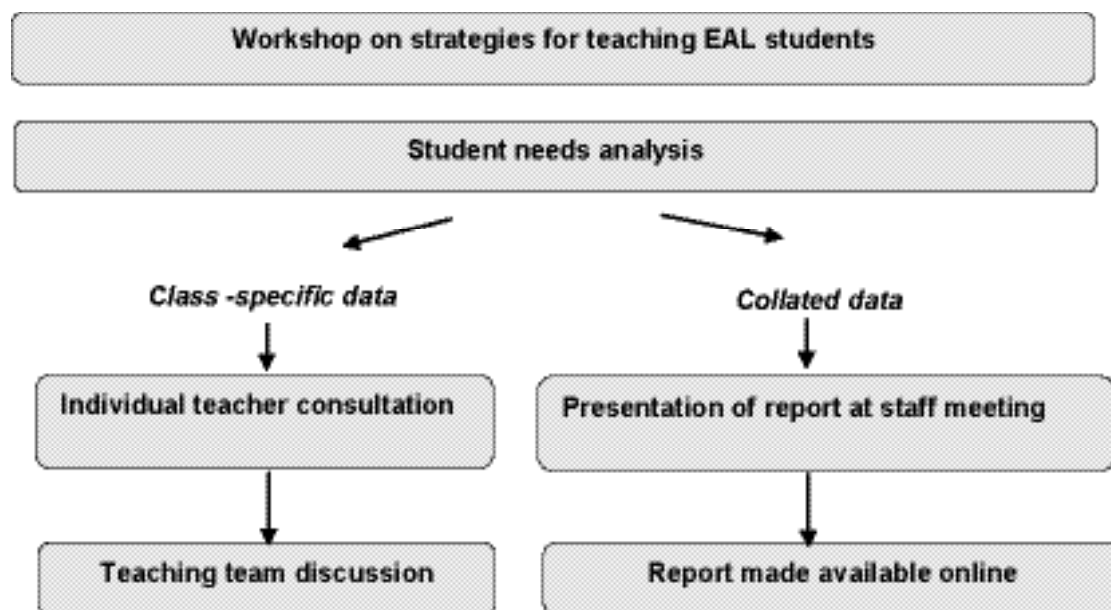 Workshop on strategies for teaching EAL students
Student needs analysis
Class -specific data
Collated data
Individual teacher consultation
Presentation of report at staff meeting
Teaching team discussion
Report made available online